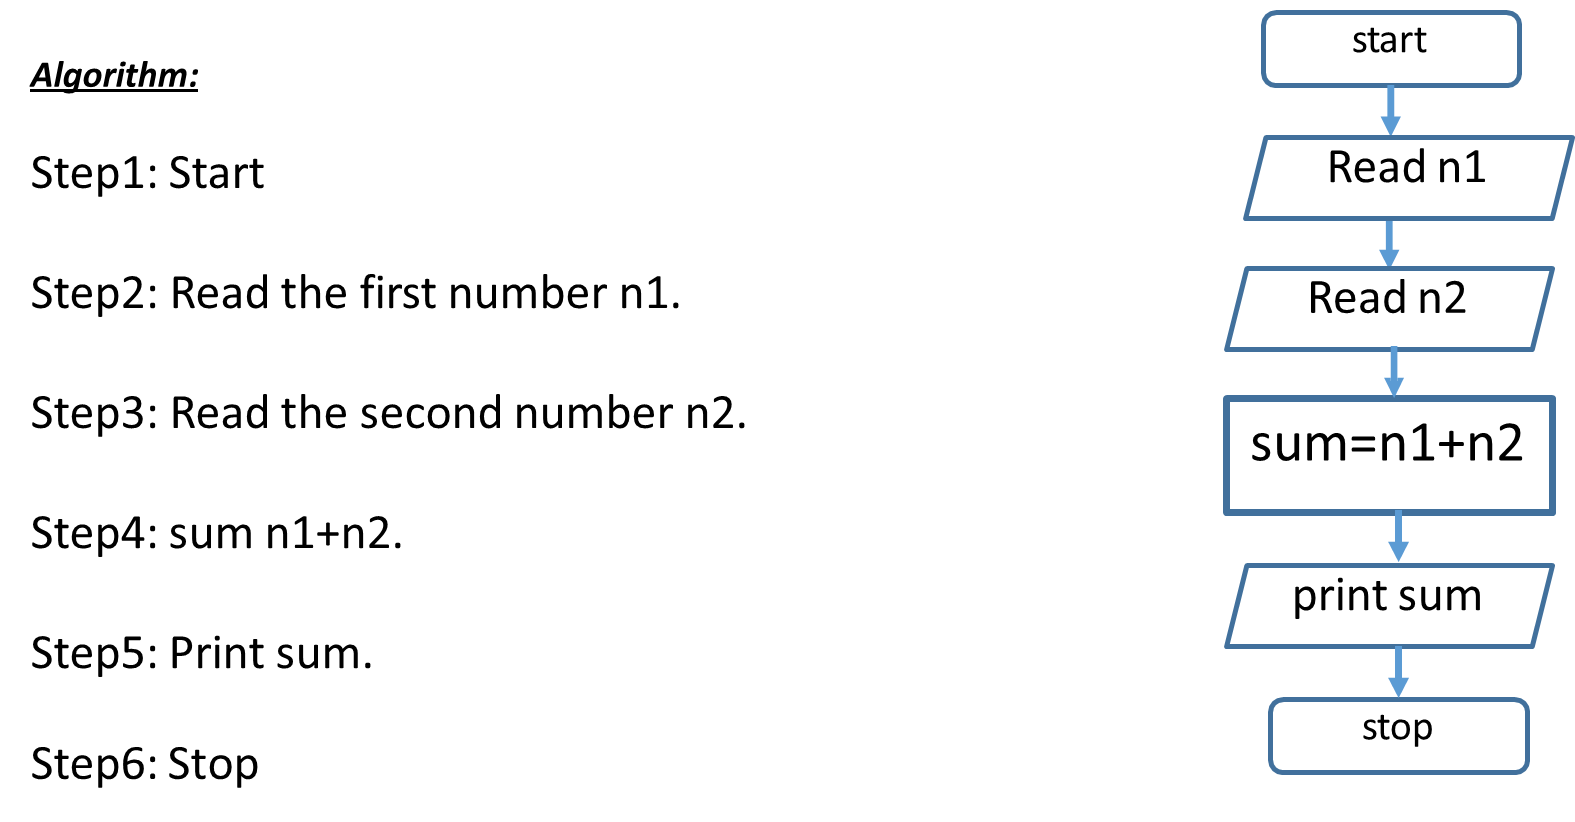 Algorithm:
Step1: Start
Step2: Read the first number n1.
Step3: Read the second number n2.
Step4: sum n1+n2.
Step5: Print sum.
Step6: Stop
start
Read n1
Read n2
sum=n1+n2
print sum
stop